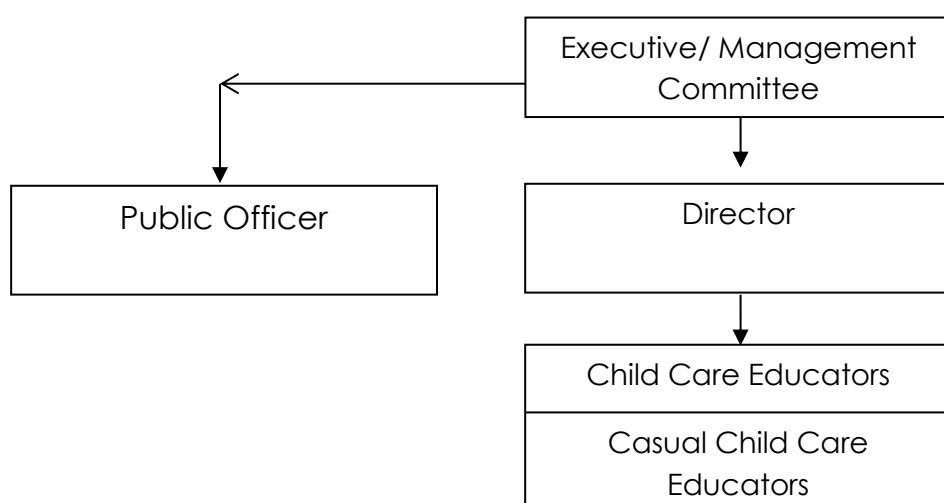 Executive/ Management
Committee
Public Officer
Director
Child Care Educators
Casual Child Care
Educators